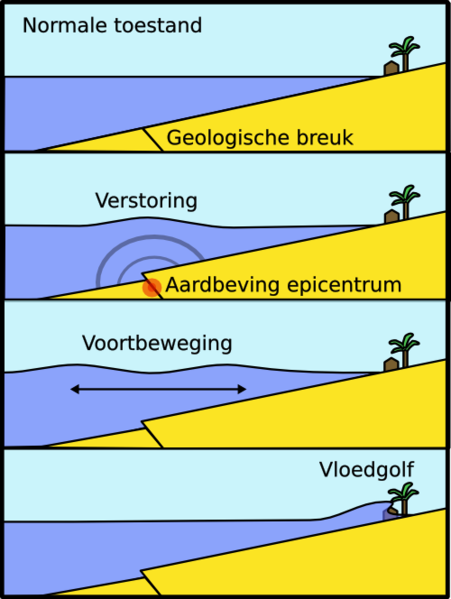 Normale toestand
Geologische breuk
Verstoring
Aardbeving epicentrum
Voortbeweging
Vloedgolf